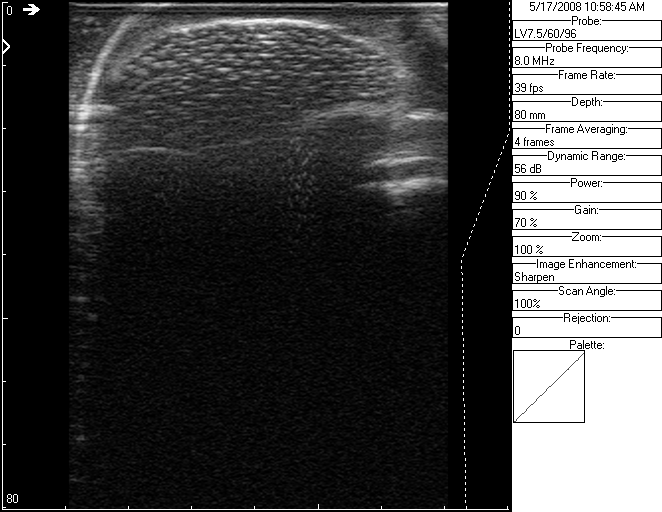 0
80
5/17/2008 10:58:45 AM
Probe:
LV7.5/60/96
Probe Frequency:
8.0 MHz
Frame Rate:
39 fps
Depth:
80 mm
Frame Averaging:
4 frames
Dynamic Range:
56 dB
Power:
90 %
Gain:
70 %
Zoom:
100 %
Image Enhancement:
Sharpen
Scan Angle:
100%
Rejection:
0
Palette: